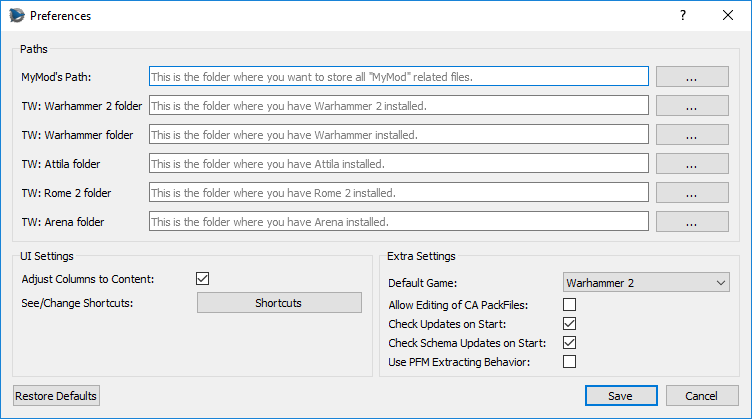 Preferences
?
Paths
MyMod's Path: This is the folder where you want to store all "MyMod" related files. ...
TW: Warhammer 2 folder This is the folder where you have Warhammer 2 installed. ...
TW: Warhammer folder This is the folder where you have Warhammer installed. ...
TW: Attila folder This is the folder where you have Attila installed. ...
TW: Rome 2 folder This is the folder where you have Rome 2 installed. ...
TW: Arena folder This is the folder where you have Arena installed. ...
UI Settings
Adjust Columns to Content:
See/Change Shortcuts: Shortcuts
Extra Settings
Default Game: Warhammer 2
Allow Editing of CA PackFiles:
Check Updates on Start:
Check Schema Updates on Start:
Use PFM Extracting Behavior:
Restore Defaults Save Cancel